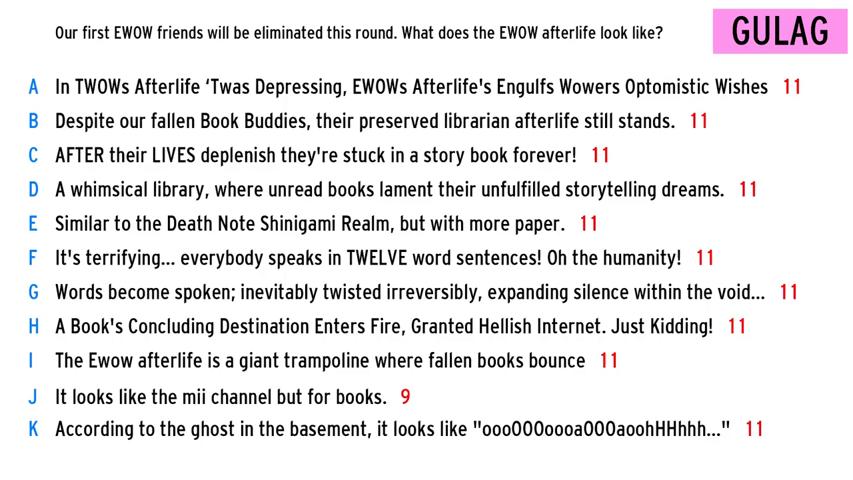 Our first EWOW friends will be eliminated this round. What does the EWOW afterlife look like?
GULAG
A In TWOWs Afterlife ‘Twas Depressing, EWOWs Afterlife's Engulfs Wowers Optomistic Wishes 11
B Despite our fallen Book Buddies, their preserved librarian afterlife still stands. 11
C AFTER their LIVES deplenish they're stuck in a story book forever! 11
D A whimsical library, where unread books lament their unfulfilled storytelling dreams. 11
E Similar to the Death Note Shinigami Realm, but with more paper. 11
F It's terrifying... everybody speaks in TWELVE word sentences! Oh the humanity! 11
G Words become spoken; inevitably twisted irreversibly, expanding silence within the void... 11
H A Book's Concluding Destination Enters Fire, Granted Hellish Internet. Just Kidding! 11
I The Ewow afterlife is a giant trampoline where fallen books bounce 11
J It looks like the mii channel but for books. 9
K According to the ghost in the basement, it looks like "oooOOOoooaOOOaoohHHhhh..." 11